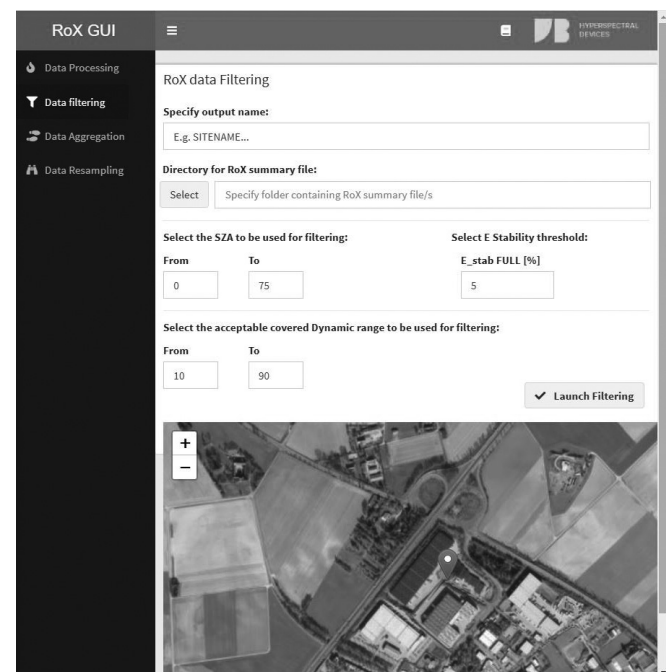 RoX GUI
HYPERSPECTRAL
DEVICES
Data Processing
Data filtering
Data Aggregation
Data Resampling
RoX data Filtering
Specify output name:
E.g. SITENAME...
Directory for RoX summary file:
Select Specify folder containing RoX summary file/s
Select the SZA to be used for filtering: Select E Stability threshold:
From To E_stab FULL [%]
0 75 5
Select the acceptable covered Dynamic range to be used for filtering:
From To
10 90
Launch Filtering
+
−